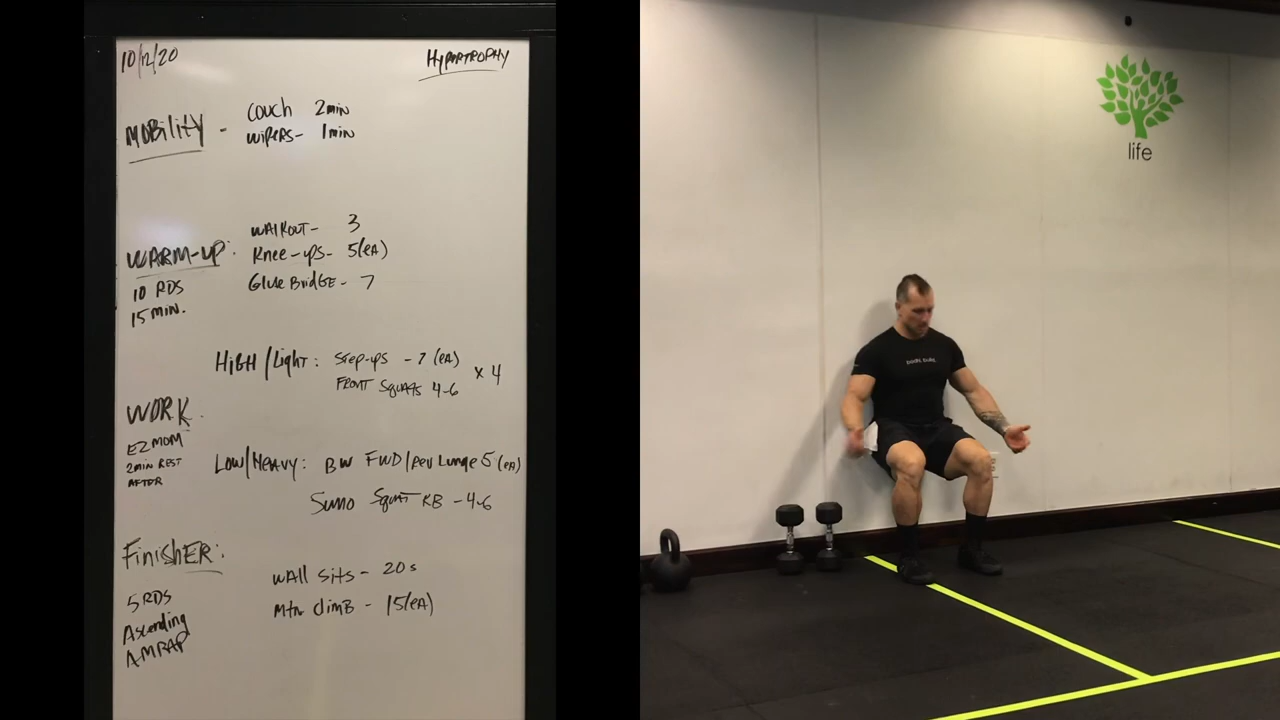 10/12/20
HyPERTROPHY
MOBility -
COUCH 2min
WIPERS- 1min
WARM-UP:
10 RDS
15 MIN.
WALKOUT- 3
Knee-ups- 5(EA)
Glute BRidGE - 7
HIGH/Light: Step-ups - 7 (EA)
FRONT Squats 4-6
x 4
WORK:
E2MOM
2MIN REST
AFTER
LOW/HEAVY: BW FWD/Rev Lunge 5 (EA)
Sumo Squat KB - 4-6
FinishER:
5 RDS
Ascending
AMRAP
WAll Sits - 20s
Mtn climB - 15(EA)
life